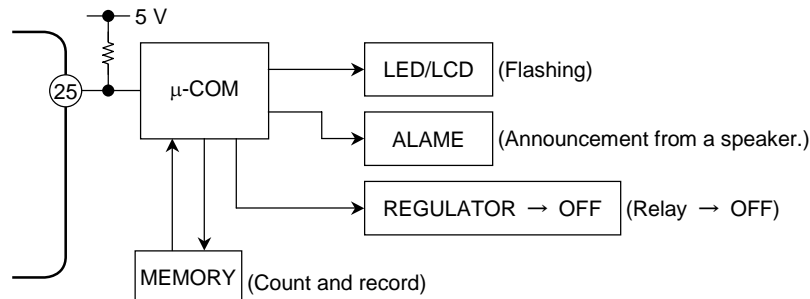 5 V
25
μ-COM
LED/LCD (Flashing)
ALAME (Announcement from a speaker.)
REGULATOR → OFF (Relay → OFF)
MEMORY (Count and record)